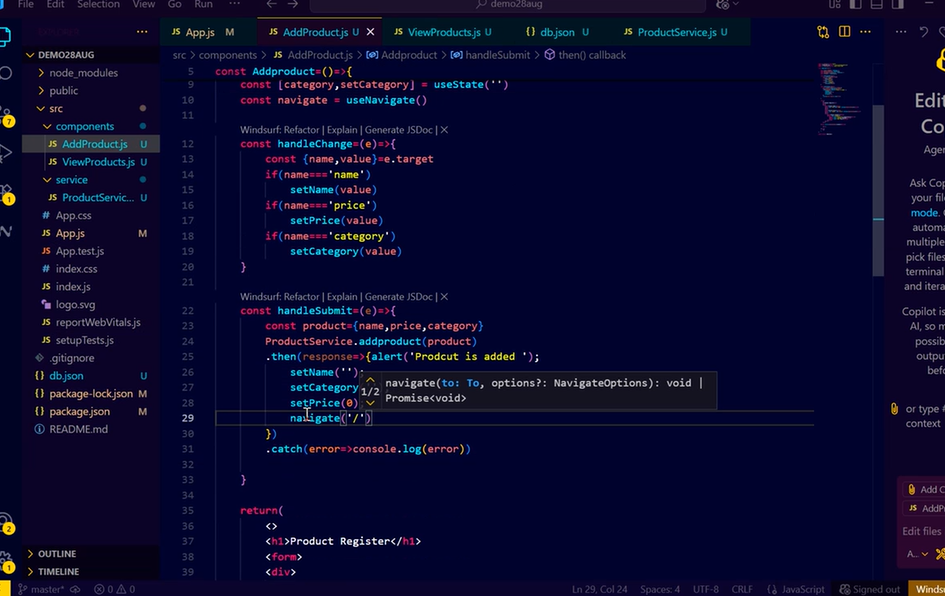 File Edit Selection View Go Run ... demo28aug
JS App.js M JS AddProduct.js U X JS ViewProducts.js U {} db.json U JS ProductService.js U
src > components > JS AddProduct.js > Addproduct > handleSubmit > then() callback
DEMO28AUG
node_modules
public
src
components
JS AddProduct.js U
JS ViewProducts.js U
service
JS ProductServic... U
# App.css
JS App.js M
JS App.test.js
# index.css
JS index.js
logo.svg
JS reportWebVitals.js
JS setupTests.js
.gitignore
{} db.json U
{} package-lock.json M
{} package.json M
README.md
OUTLINE
TIMELINE
5 const Addproduct=()=>{
9 const [category,setCategory] = useState('')
10 const navigate = useNavigate()
11
Windsurf: Refactor | Explain | Generate JSDoc | X
12 const handleChange=(e)=>{
13 const {name,value}=e.target
14 if(name==='name')
15 setName(value)
16 if(name==='price')
17 setPrice(value)
18 if(name==='category')
19 setCategory(value)
20 }
21
Windsurf: Refactor | Explain | Generate JSDoc | X
22 const handleSubmit=(e)=>{
23 const product={name,price,category}
24 ProductService.addproduct(product)
25 .then(response=>{alert('Prodcut is added ');
26 setName('');
27 setCategory
28 setPrice(0)
29 navigate('/')
1/2 navigate(to: To, options?: NavigateOptions): void |
Promise<void>
30 })
31 .catch(error=>console.log(error))
32
33 }
34
35 return(
36 <>
37 <h1>Product Register</h1>
38 <form>
39 <div>
Edit
Co
Agen
Ask Cop
your file
mode.
automa
multiple
pick files
terminal
and itera
Copilot is
AI, so m
possib
outpu
befo
or type #
context
Add C
JS AddPr
Edit files
A...
master* 0 0 Ln 29, Col 24 Spaces: 4 UTF-8 CRLF {} JavaScript Signed out Windsu